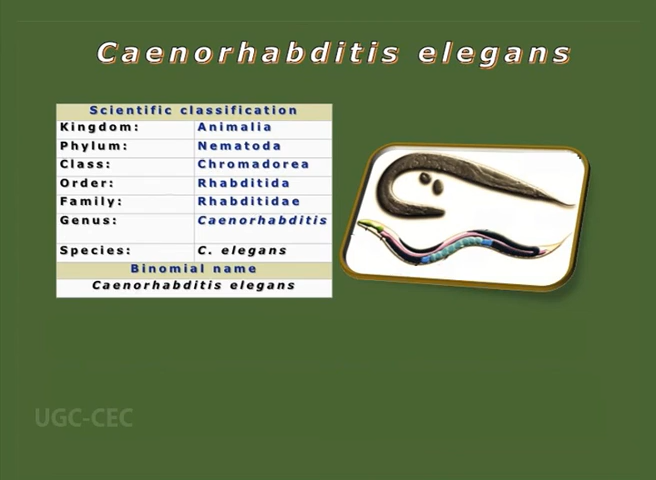 Caenorhabditis elegans
Scientific classification
Kingdom: Animalia
Phylum: Nematoda
Class: Chromadorea
Order: Rhabditida
Family: Rhabditidae
Genus: Caenorhabditis
Species: C. elegans
Binomial name
Caenorhabditis elegans
UGC-CEC